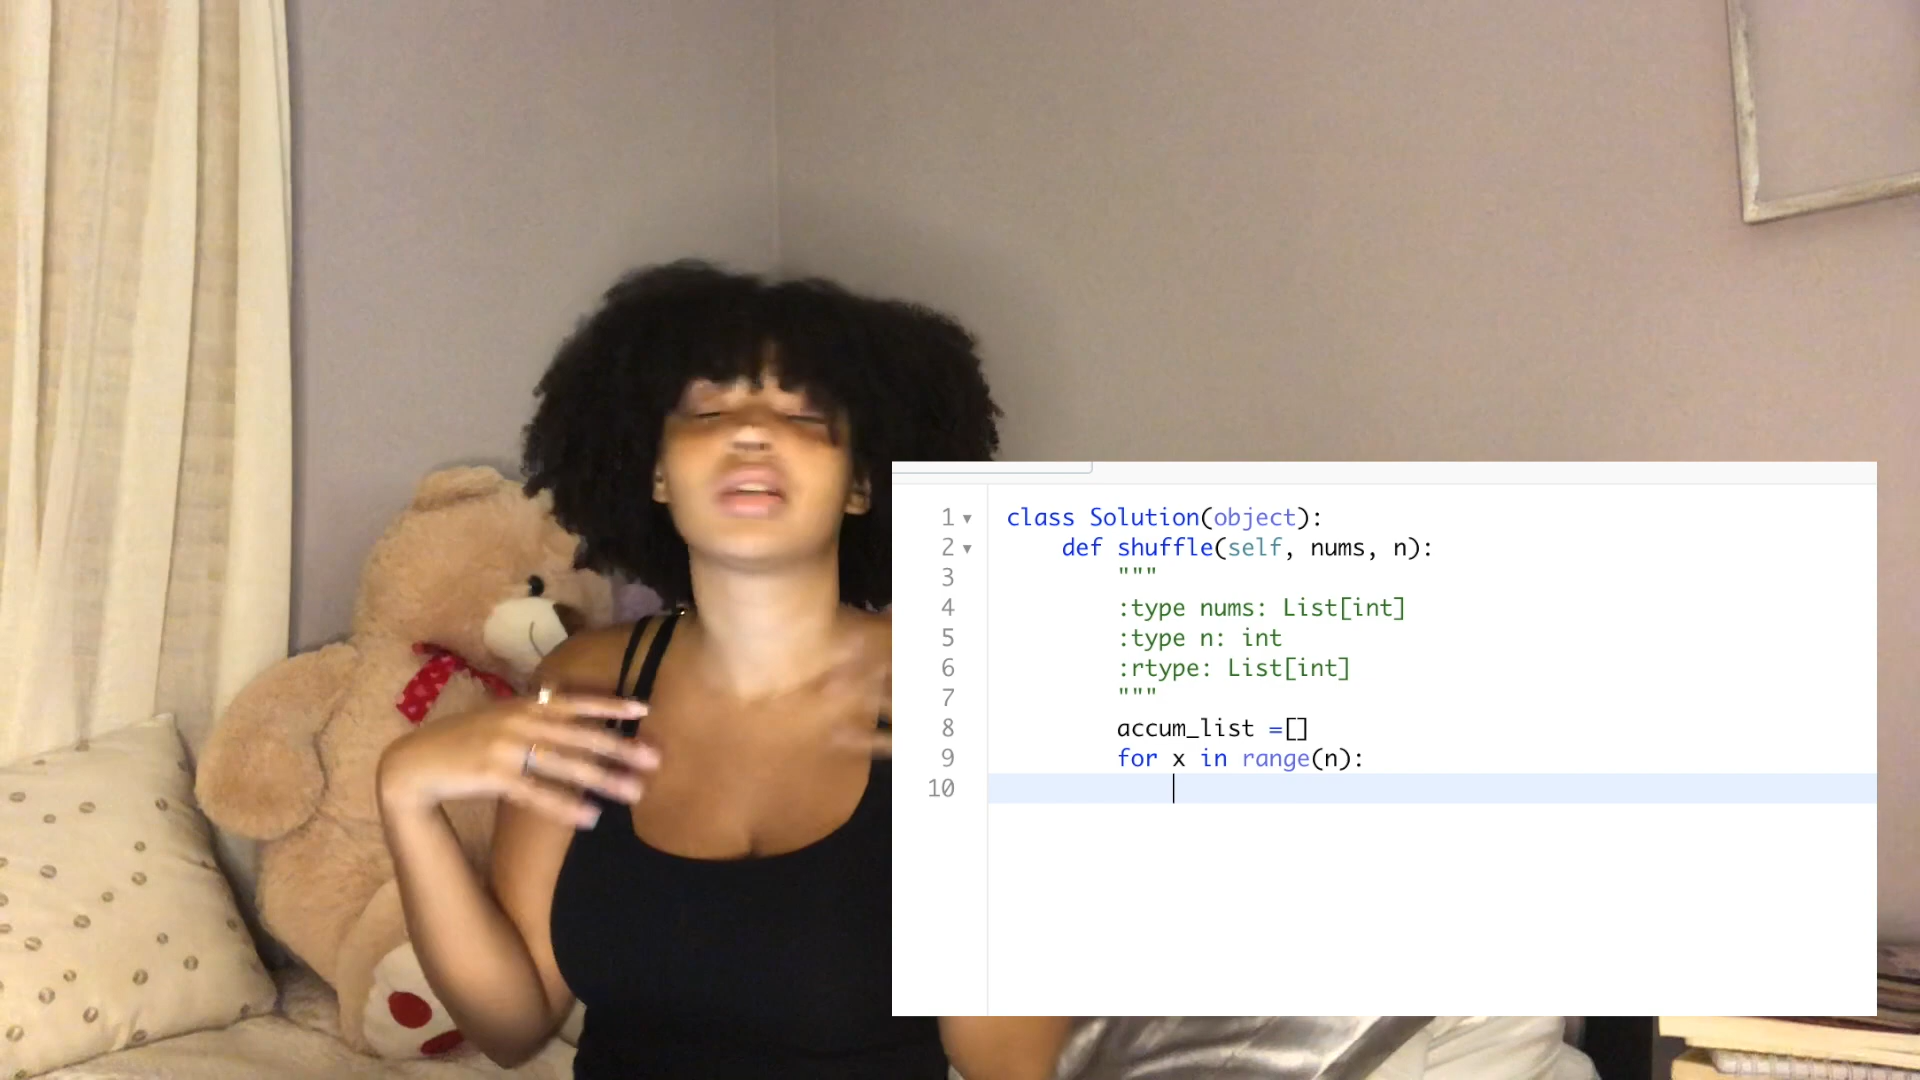 1 class Solution(object):
2 def shuffle(self, nums, n):
3 """
4 :type nums: List[int]
5 :type n: int
6 :rtype: List[int]
7 """
8 accum_list =[]
9 for x in range(n):
10